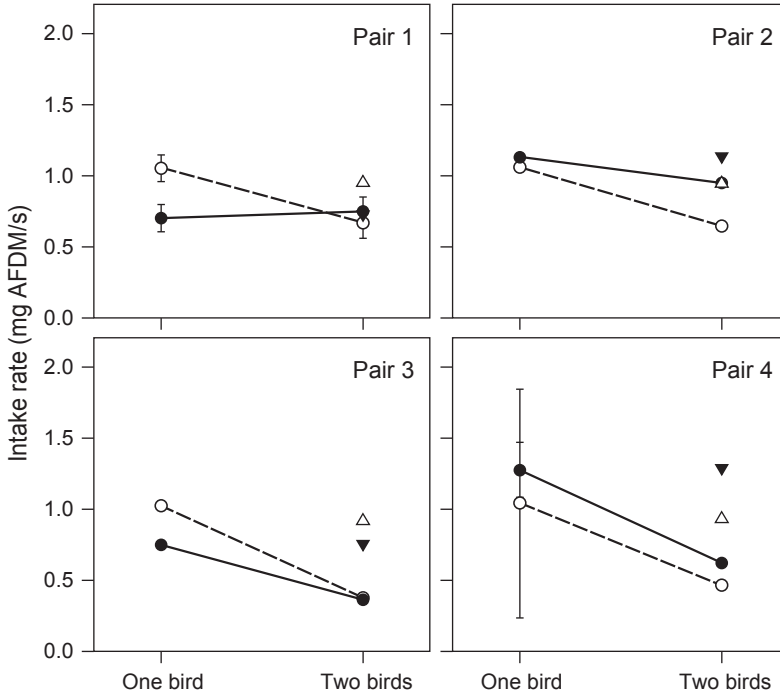 Intake rate (mg AFDM/s)
2.0
1.5
1.0
0.5
0.0
Pair 1
Pair 2
2.0
1.5
1.0
0.5
0.0
Pair 3
Pair 4
One bird
Two birds
One bird
Two birds